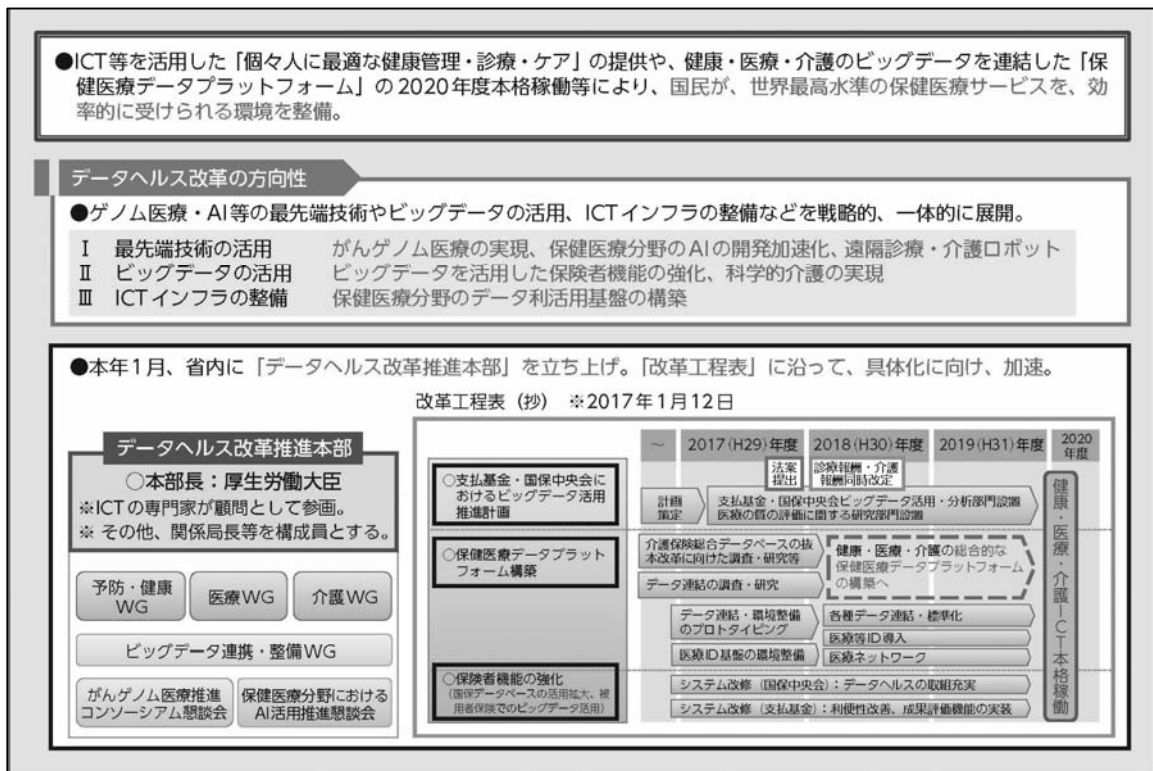 ●ICT等を活用した「個々人に最適な健康管理・診療・ケア」の提供や、健康・医療・介護のビッグデータを連結した「保
健医療データプラットフォーム」の2020年度本格稼働等により、国民が、世界最高水準の保健医療サービスを、効
率的に受けられる環境を整備。
データヘルス改革の方向性
●ゲノム医療・AI等の最先端技術やビッグデータの活用、ICTインフラの整備などを戦略的、一体的に展開。
Ⅰ 最先端技術の活用 がんゲノム医療の実現、保健医療分野のAIの開発加速化、遠隔診療・介護ロボット
Ⅱ ビッグデータの活用 ビッグデータを活用した保険者機能の強化、科学的介護の実現
Ⅲ ICTインフラの整備 保健医療分野のデータ利活用基盤の構築
●本年1月、省内に「データヘルス改革推進本部」を立ち上げ。「改革工程表」に沿って、具体化に向け、加速。
データヘルス改革推進本部
○本部長：厚生労働大臣
※ICTの専門家が顧問として参画。
※ その他、関係局長等を構成員とする。
予防・健康
WG
医療WG
介護WG
ビッグデータ連携・整備WG
がんゲノム医療推進
コンソーシアム懇談会
保健医療分野における
AI活用推進懇談会
改革工程表（抄） ※2017年1月12日
～
2017(H29)年度
2018(H30)年度
2019(H31)年度
2020
年度
法案
提出
診療報酬・介護
報酬同時改定
○支払基金・国保中央会に
おけるビッグデータ活用
推進計画
計画
策定
支払基金・国保中央会ビッグデータ活用・分析部門設置
医療の質の評価に関する研究部門設置
○保健医療データプラット
フォーム構築
介護保険総合データベースの抜
本改革に向けた調査・研究等
データ連結の調査・研究
健康・医療・介護の総合的な
保健医療データプラットフォーム
の構築へ
データ連結・環境整備
のプロトタイピング
各種データ連結・標準化
医療等ID導入
医療ID基盤の環境整備
医療ネットワーク
○保険者機能の強化
(国保データベースの活用拡大、被
用者保険でのビッグデータ活用)
システム改修（国保中央会）：データヘルスの取組充実
システム改修（支払基金）：利便性改善、成果評価機能の実装
健康・医療・介護ICT本格稼働